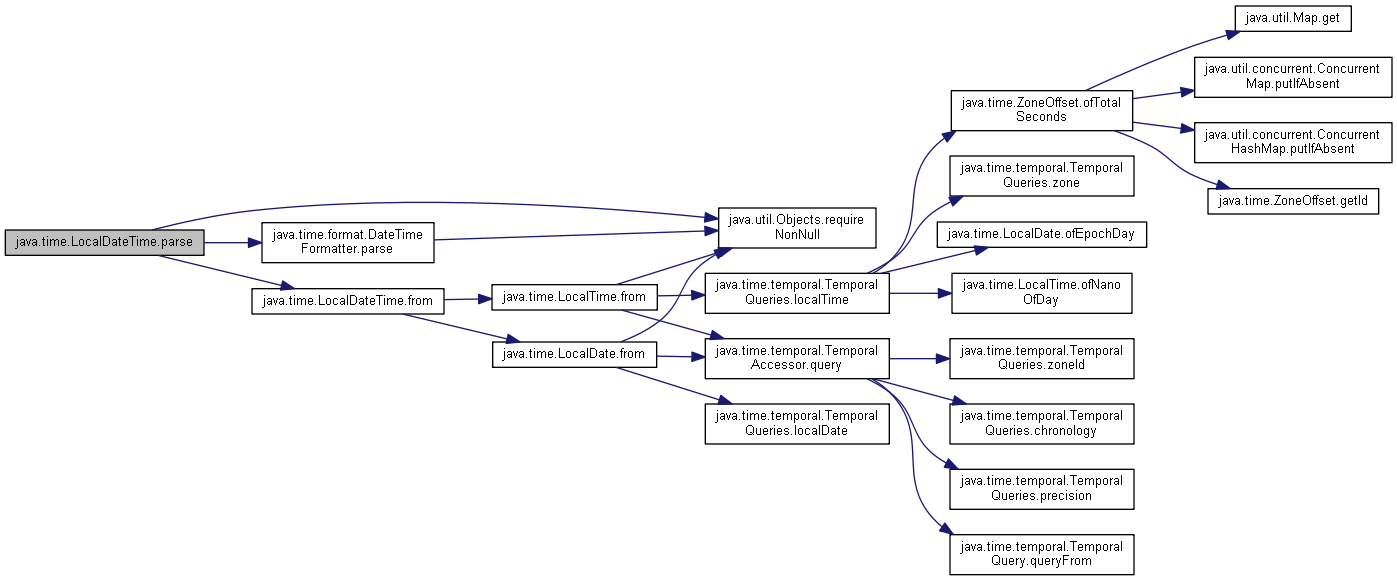 java.time.LocalDateTime.parse
java.time.format.DateTime
Formatter.parse
java.time.LocalDateTime.from
java.time.LocalTime.from
java.time.LocalDate.from
java.util.Objects.require
NonNull
java.time.temporal.Temporal
Queries.localTime
java.time.temporal.Temporal
Accessor.query
java.time.temporal.Temporal
Queries.localDate
java.time.ZoneOffset.ofTotal
Seconds
java.time.temporal.Temporal
Queries.zone
java.time.LocalDate.ofEpochDay
java.time.LocalTime.ofNano
OfDay
java.time.temporal.Temporal
Queries.zoneId
java.time.temporal.Temporal
Queries.chronology
java.time.temporal.Temporal
Queries.precision
java.time.temporal.Temporal
Query.queryFrom
java.util.Map.get
java.util.concurrent.Concurrent
Map.putIfAbsent
java.util.concurrent.Concurrent
HashMap.putIfAbsent
java.time.ZoneOffset.getId